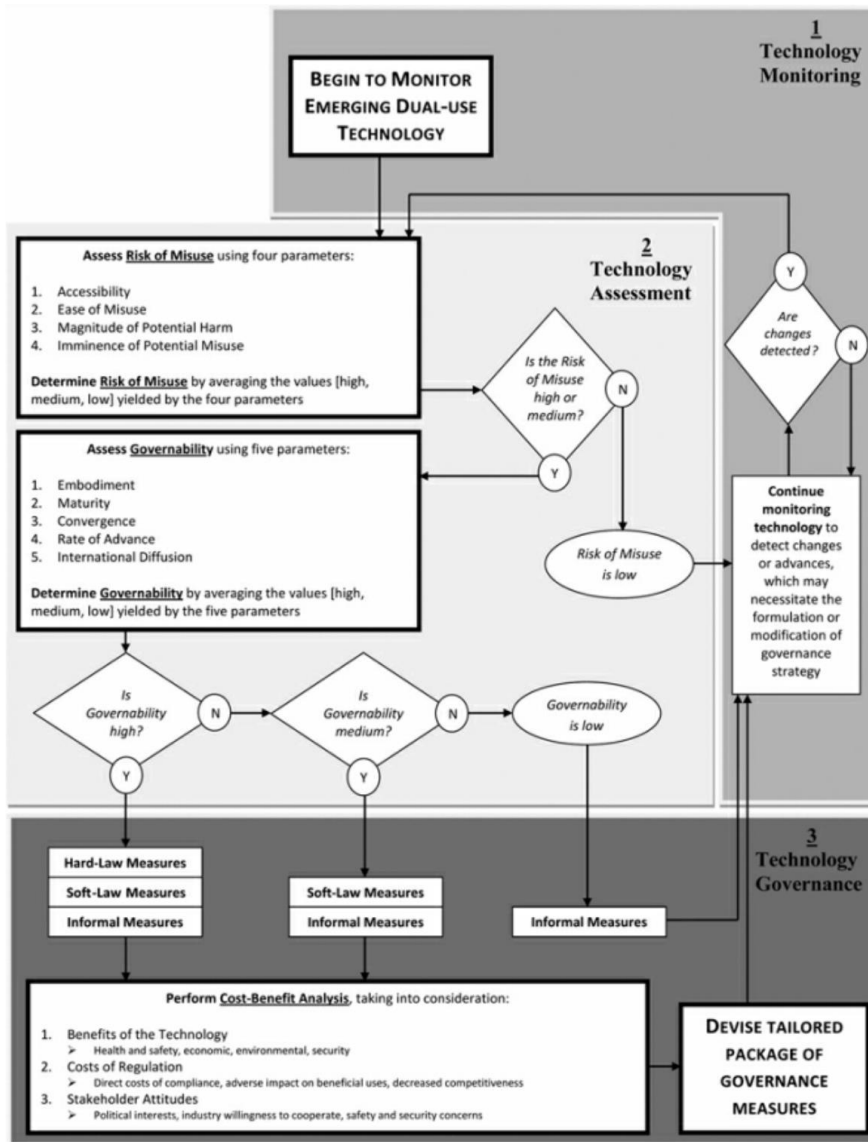 1
Technology
Monitoring
BEGIN TO MONITOR
EMERGING DUAL-USE
TECHNOLOGY
2
Technology
Assessment
Assess Risk of Misuse using four parameters:
1. Accessibility
2. Ease of Misuse
3. Magnitude of Potential Harm
4. Imminence of Potential Misuse
Determine Risk of Misuse by averaging the values [high,
medium, low] yielded by the four parameters
Is the Risk
of Misuse
high or
medium?
N
Y
Y
Are
changes
detected?
N
Assess Governability using five parameters:
1. Embodiment
2. Maturity
3. Convergence
4. Rate of Advance
5. International Diffusion
Determine Governability by averaging the values [high,
medium, low] yielded by the five parameters
Risk of Misuse
is low
Continue
monitoring
technology to
detect changes
or advances,
which may
necessitate the
formulation or
modification of
governance
strategy
Is
Governability
high?
N
Y
Is
Governability
medium?
N
Y
Governability
is low
3
Technology
Governance
Hard-Law Measures
Soft-Law Measures
Informal Measures
Soft-Law Measures
Informal Measures
Informal Measures
Perform Cost-Benefit Analysis, taking into consideration:
1. Benefits of the Technology
➢ Health and safety, economic, environmental, security
2. Costs of Regulation
➢ Direct costs of compliance, adverse impact on beneficial uses, decreased competitiveness
3. Stakeholder Attitudes
➢ Political interests, industry willingness to cooperate, safety and security concerns
DEVISE TAILORED
PACKAGE OF
GOVERNANCE
MEASURES